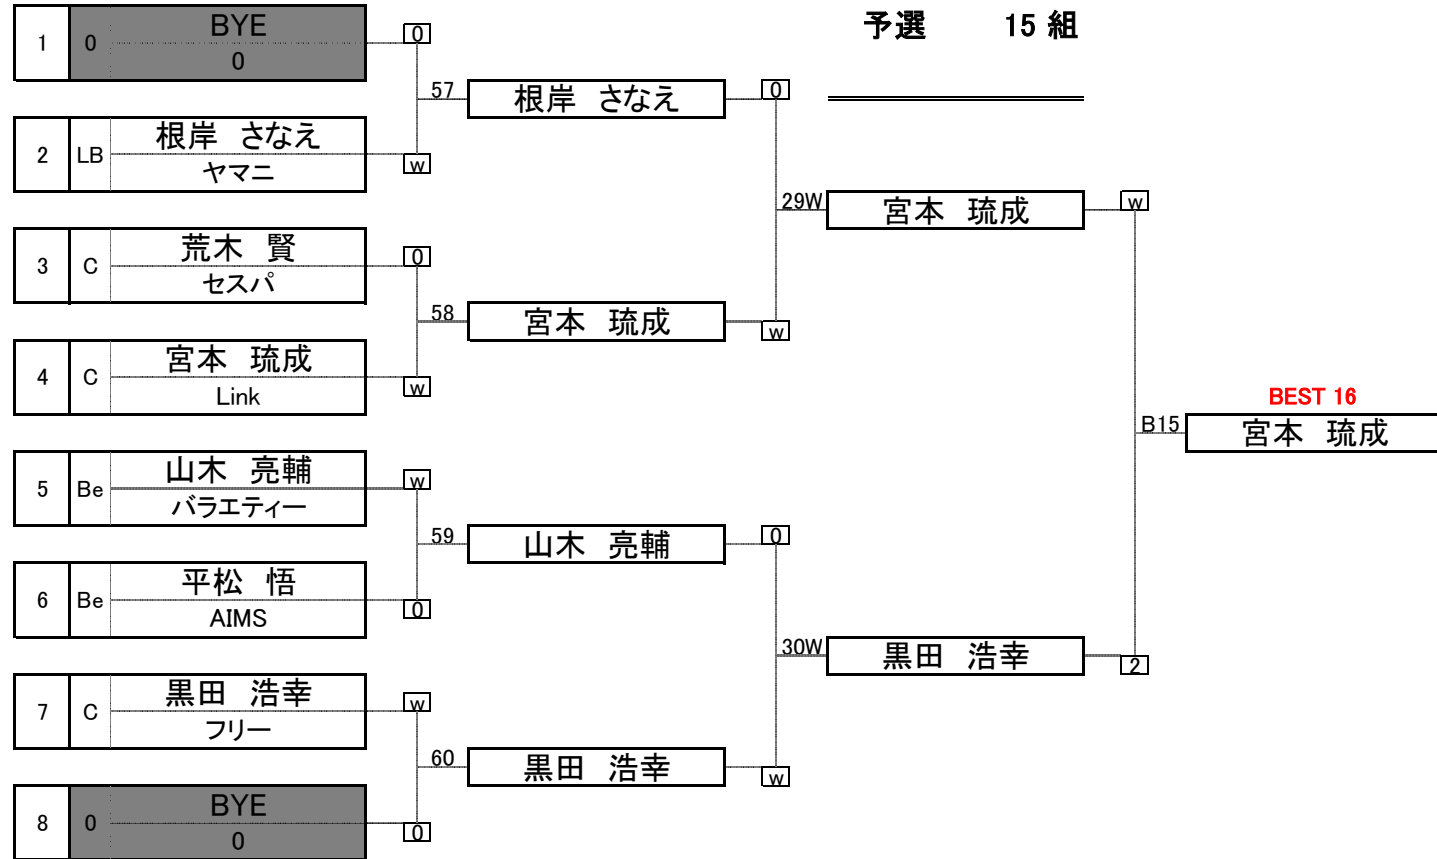 予選 15 組
1 0 BYE
0
0
57 根岸 さなえ 0
2 LB 根岸 さなえ
ヤマニ
w
29W 宮本 琉成 w
3 C 荒木 賢
セスパ
0
58 宮本 琉成 w
4 C 宮本 琉成
Link
w
BEST 16
B15 宮本 琉成
5 Be 山木 亮輔
バラエティー
w
59 山木 亮輔 0
6 Be 平松 悟
AIMS
0
30W 黒田 浩幸 2
7 C 黒田 浩幸
フリー
w
60 黒田 浩幸 w
8 0 BYE
0
0